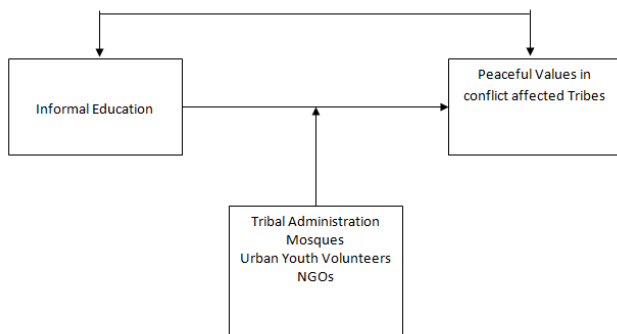 Informal Education
Peaceful Values in
conflict affected Tribes
Tribal Administration
Mosques
Urban Youth Volunteers
NGOs